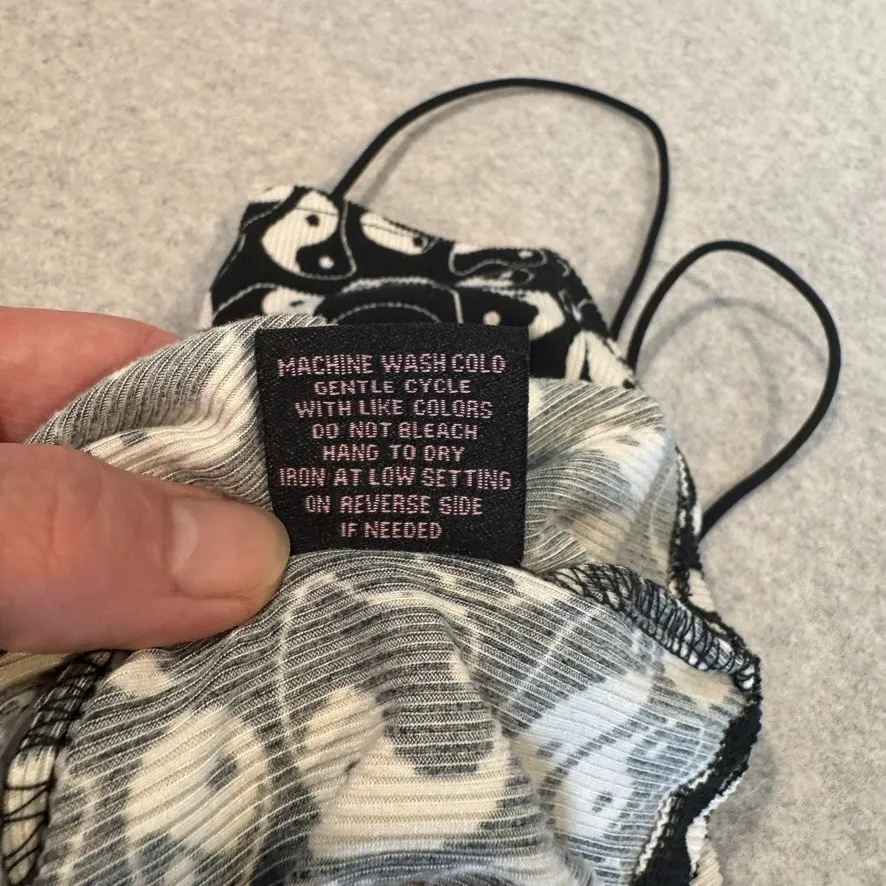 MACHINE WASH COLD
GENTLE CYCLE
WITH LIKE COLORS
DO NOT BLEACH
HANG TO DRY
IRON AT LOW SETTING
ON REVERSE SIDE
IF NEEDED